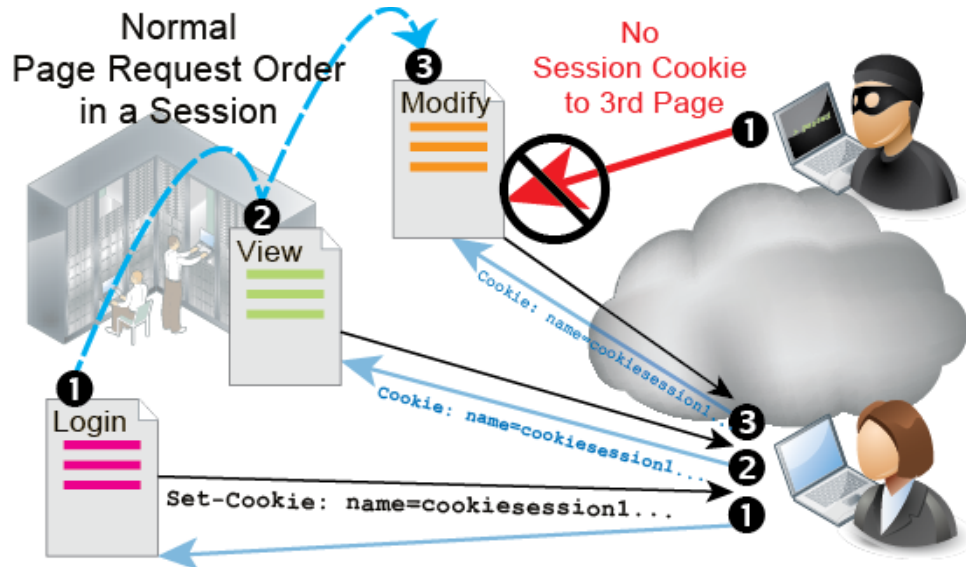 Normal
Page Request Order
in a Session
No
Session Cookie
to 3rd Page
3
Modify
1
2
View
Cookie: name=cookiesession1...
1
Login
Cookie: name=cookiesession1...
3
2
Set-Cookie: name=cookiesession1...
1